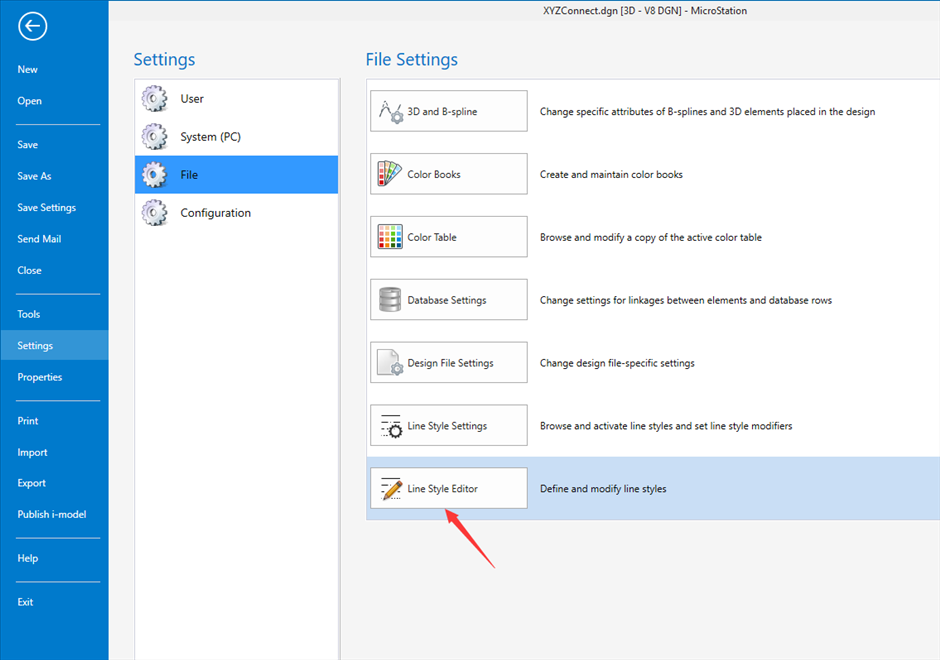 XYZConnect.dgn [3D - V8 DGN] - MicroStation
New
Open
Save
Save As
Save Settings
Send Mail
Close
Tools
Settings
Properties
Print
Import
Export
Publish i-model
Help
Exit
Settings
User
System (PC)
File
Configuration
File Settings
3D and B-spline
Change specific attributes of B-splines and 3D elements placed in the design
Color Books
Create and maintain color books
Color Table
Browse and modify a copy of the active color table
Database Settings
Change settings for linkages between elements and database rows
Design File Settings
Change design file-specific settings
Line Style Settings
Browse and activate line styles and set line style modifiers
Line Style Editor
Define and modify line styles